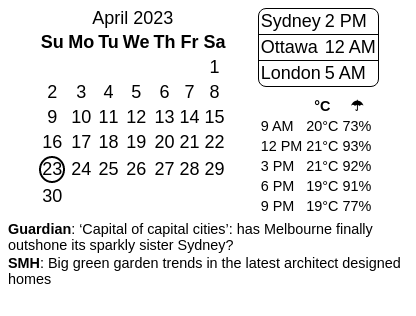 April 2023
Su Mo Tu We Th Fr Sa
1
2 3 4 5 6 7 8
9 10 11 12 13 14 15
16 17 18 19 20 21 22
23 24 25 26 27 28 29
30
Sydney 2 PM
Ottawa 12 AM
London 5 AM
°C ☂
9 AM 20°C 73%
12 PM 21°C 93%
3 PM 21°C 92%
6 PM 19°C 91%
9 PM 19°C 77%
Guardian: ‘Capital of capital cities’: has Melbourne finally
outshone its sparkly sister Sydney?
SMH: Big green garden trends in the latest architect designed
homes